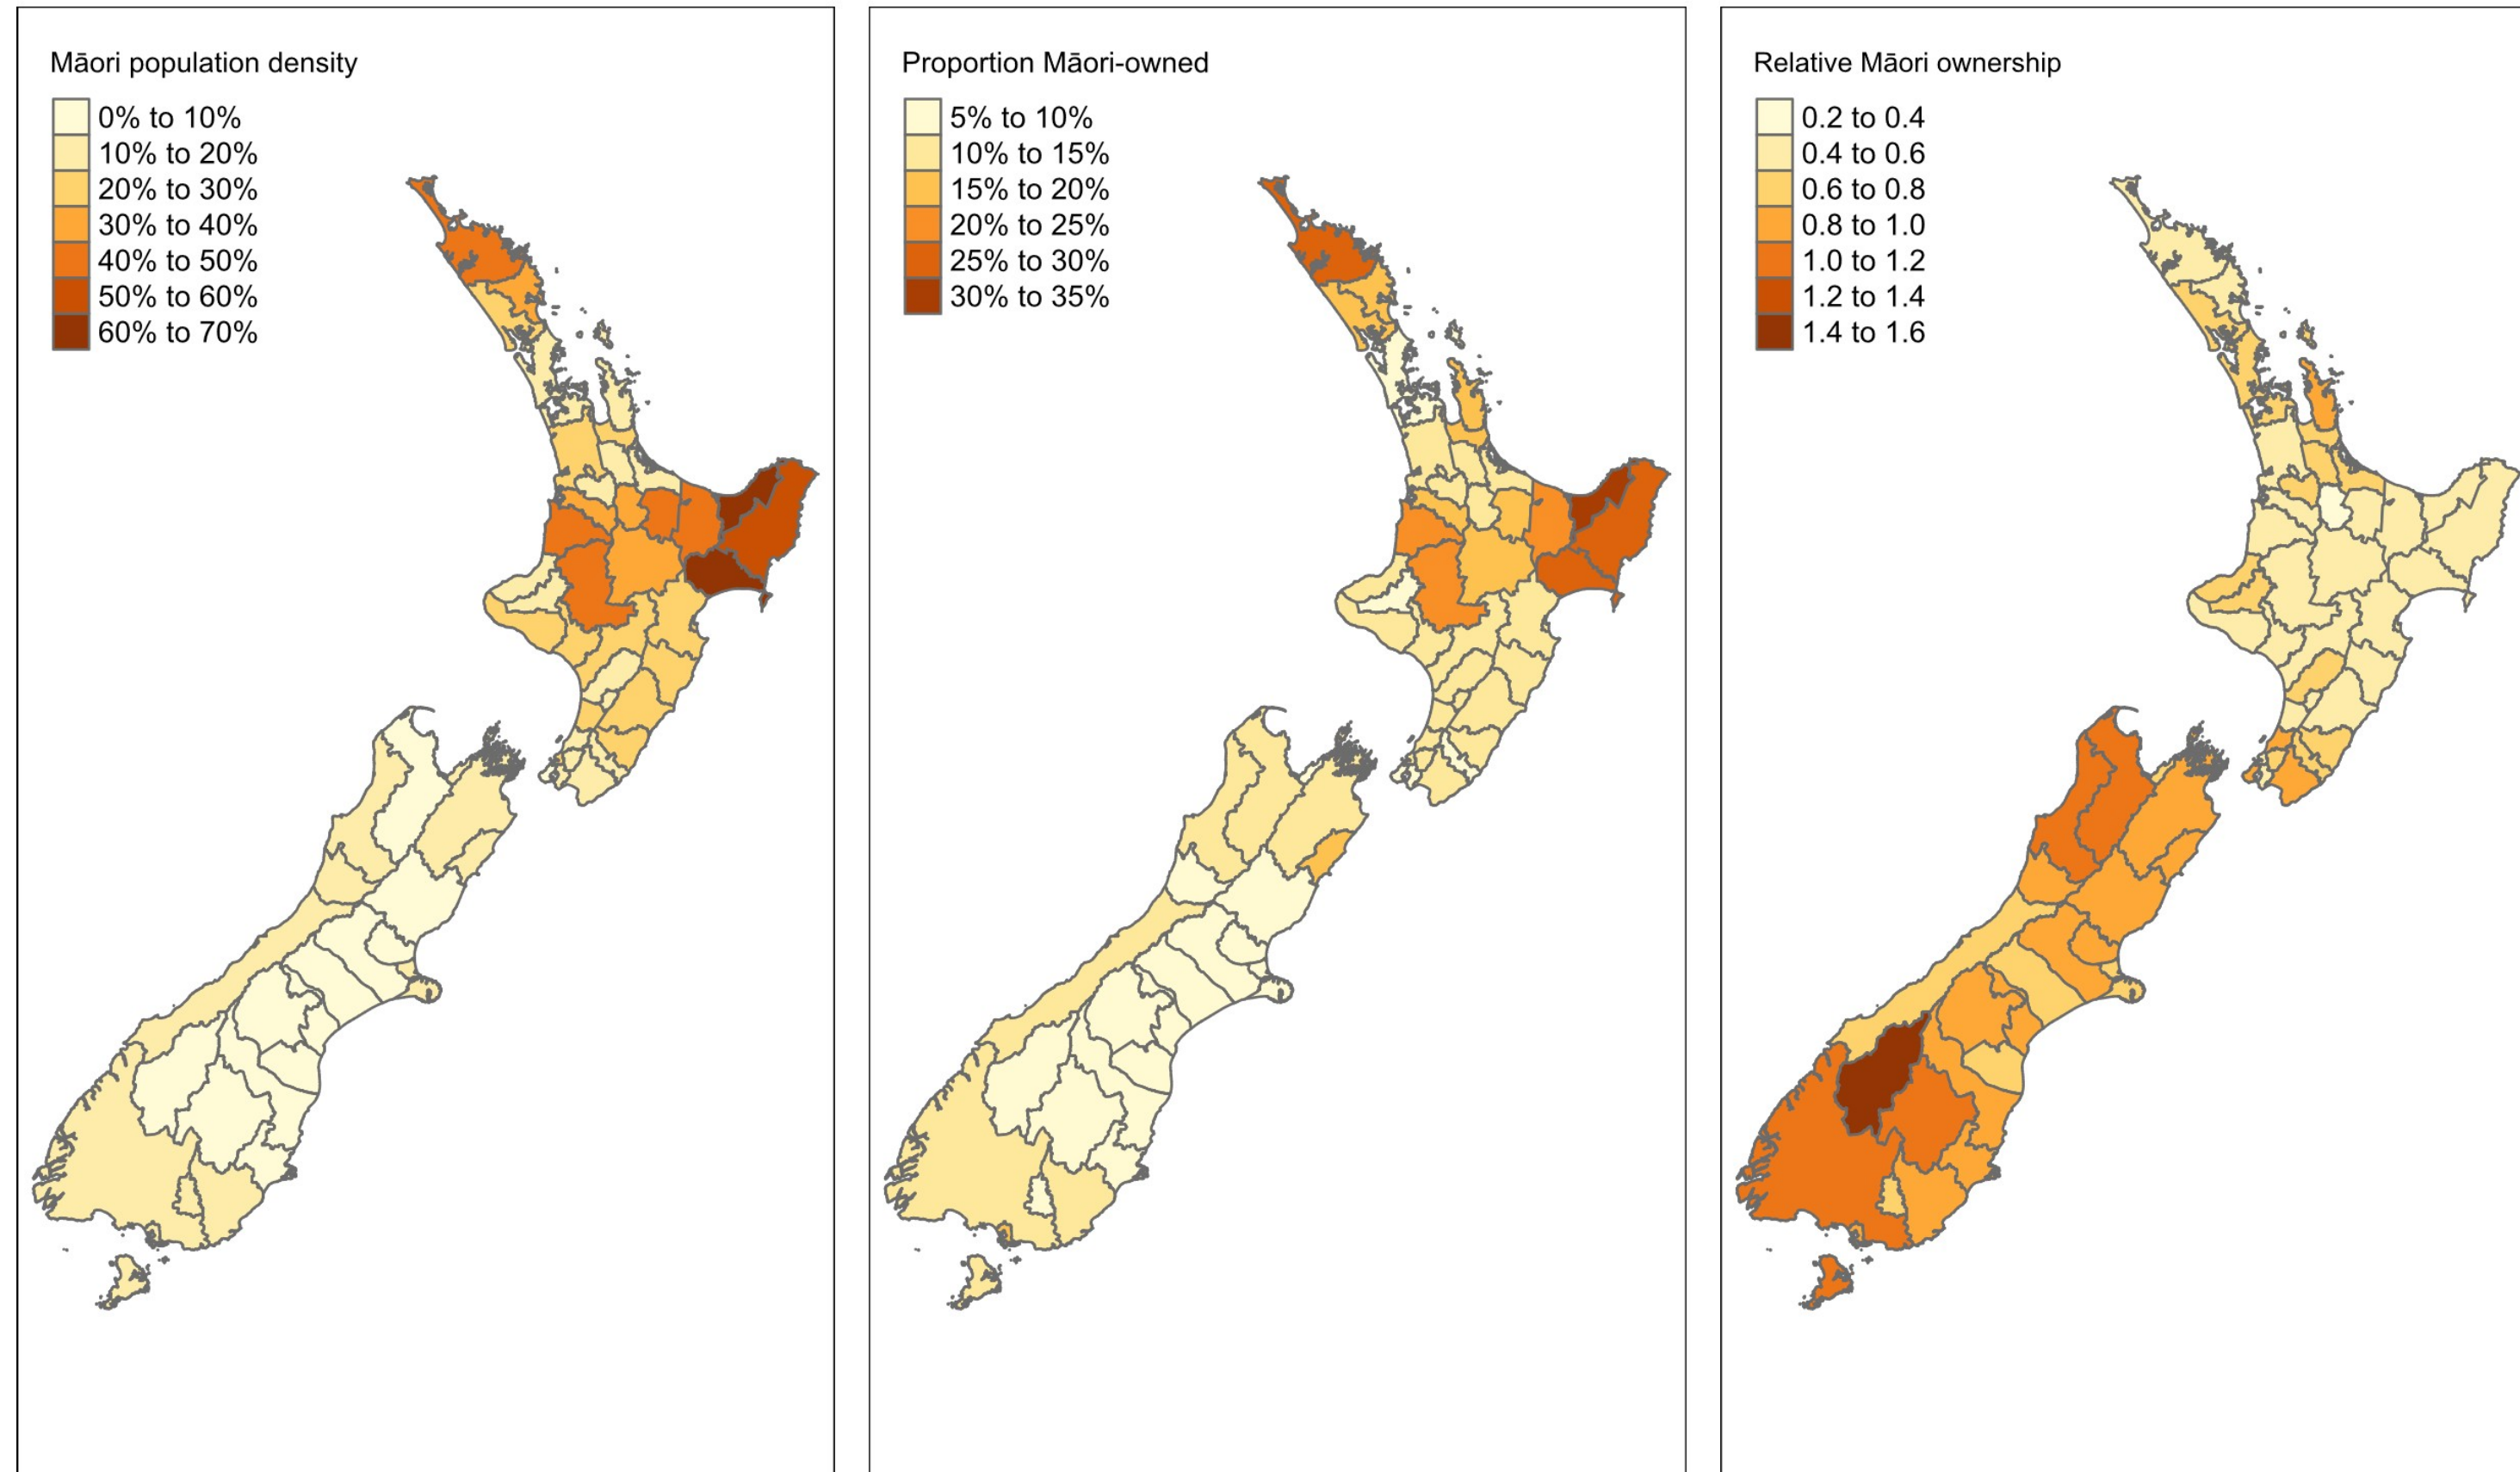 Māori population density
0% to 10%
10% to 20%
20% to 30%
30% to 40%
40% to 50%
50% to 60%
60% to 70%
Proportion Māori-owned
5% to 10%
10% to 15%
15% to 20%
20% to 25%
25% to 30%
30% to 35%
Relative Māori ownership
0.2 to 0.4
0.4 to 0.6
0.6 to 0.8
0.8 to 1.0
1.0 to 1.2
1.2 to 1.4
1.4 to 1.6